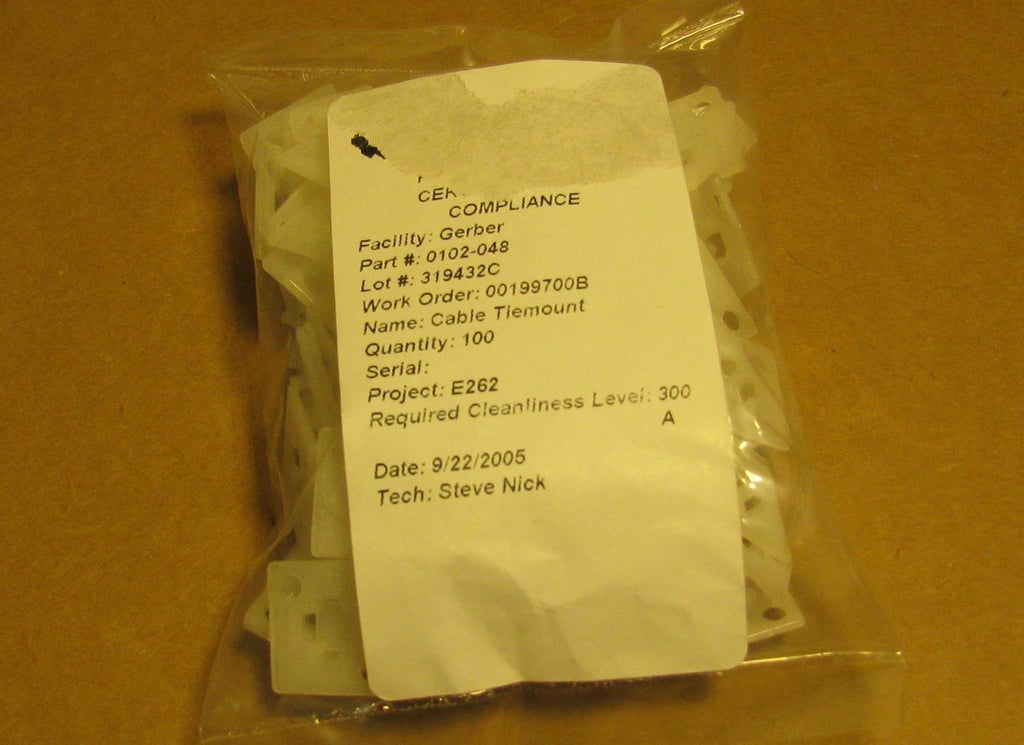 COMPLIANCE
Facility: Gerber
Part #: 0102-048
Lot #: 319432C
Work Order: 00199700B
Name: Cable Tiemount
Quantity: 100
Serial:
Project: E262
Required Cleanliness Level: 300
A
Date: 9/22/2005
Tech: Steve Nick